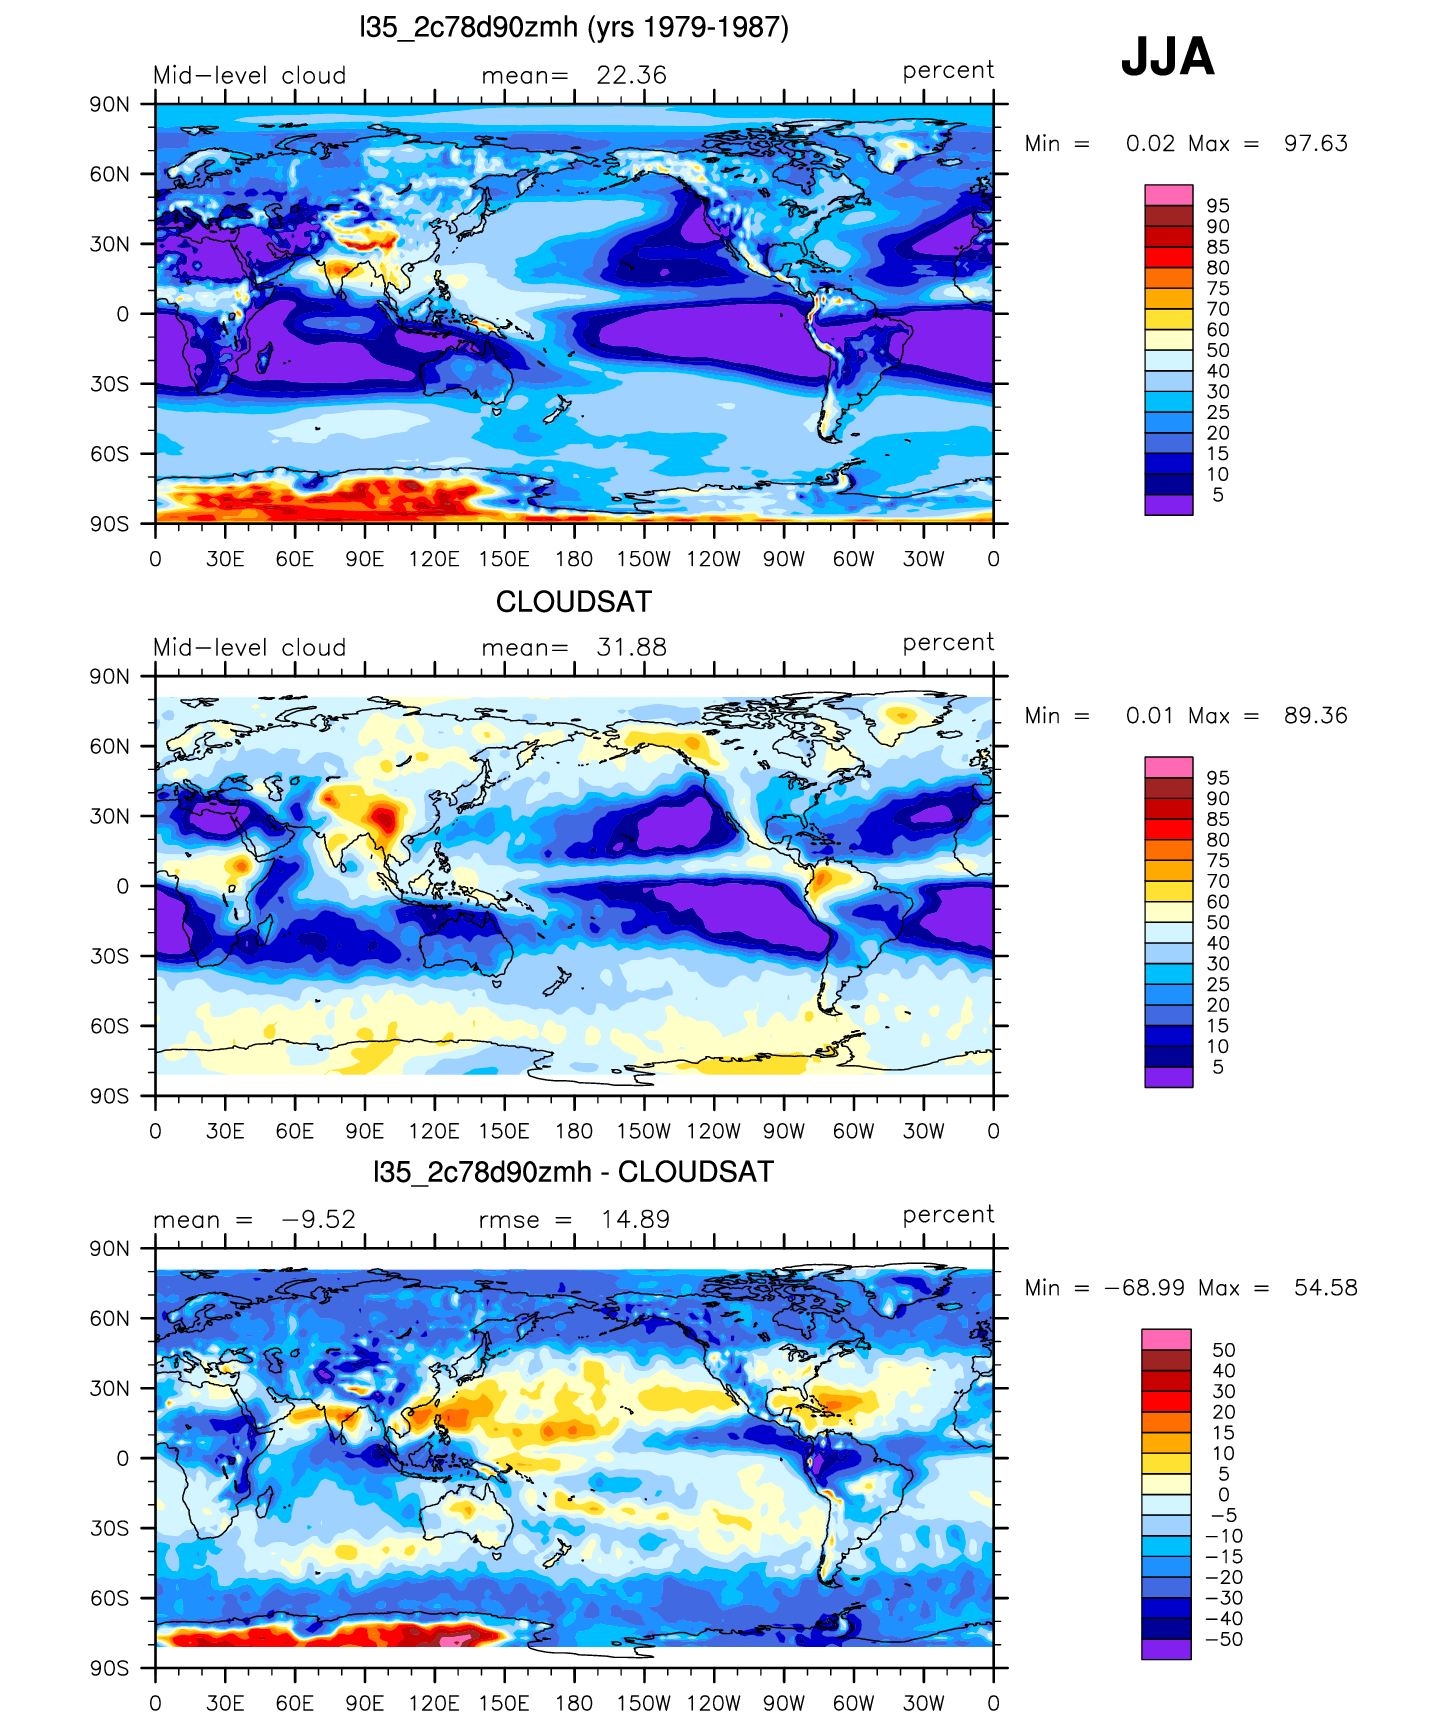 l35_2c78d90zmh (yrs 1979-1987)
JJA
Mid-level cloud mean= 22.36 percent
Min = 0.02 Max = 97.63
90N
60N
30N
0
30S
60S
90S
0 30E 60E 90E 120E 150E 180 150W 120W 90W 60W 30W 0
95
90
85
80
75
70
60
50
40
30
25
20
15
10
5
CLOUDSAT
Mid-level cloud mean= 31.88 percent
Min = 0.01 Max = 89.36
90N
60N
30N
0
30S
60S
90S
0 30E 60E 90E 120E 150E 180 150W 120W 90W 60W 30W 0
95
90
85
80
75
70
60
50
40
30
25
20
15
10
5
l35_2c78d90zmh - CLOUDSAT
mean = -9.52 rmse = 14.89 percent
Min = -68.99 Max = 54.58
90N
60N
30N
0
30S
60S
90S
0 30E 60E 90E 120E 150E 180 150W 120W 90W 60W 30W 0
50
40
30
20
15
10
5
0
-5
-10
-15
-20
-30
-40
-50